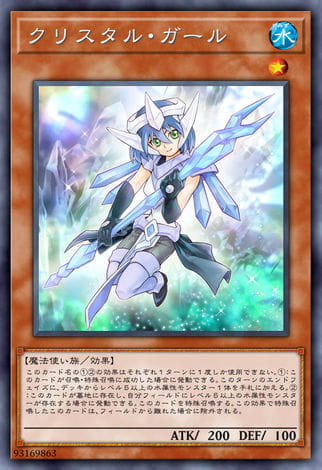 クリスタル・ガール
水
【魔法使い族／効果】
このカード名の①②の効果はそれぞれ１ターンに１度しか使用できない。①：こ
のカードが召喚・特殊召喚に成功した場合に発動できる。このターンのエンドフ
ェイズに、デッキからレベル５以上の水属性モンスター１体を手札に加える。②
：このカードが墓地に存在し、自分フィールドにレベル５以上の水属性モンスタ
ーが存在する場合に発動できる。このカードを特殊召喚する。この効果で特殊召
喚したこのカードは、フィールドから離れた場合に除外される。
ATK/ 200 DEF/ 100
93169863